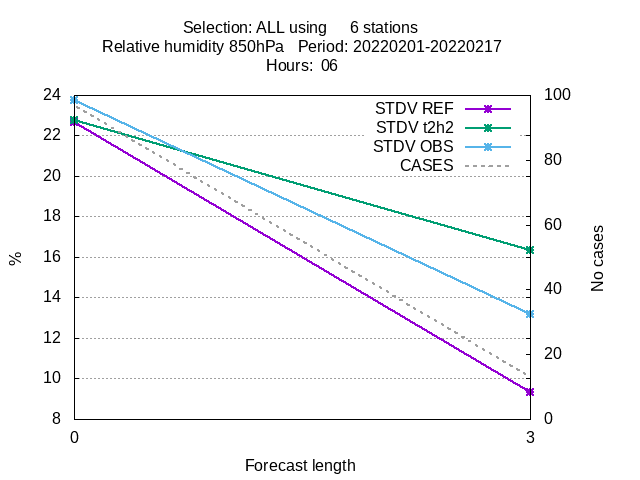 Selection: ALL using     6 stations
Relative humidity 850hPa   Period: 20220201-20220217
Hours:  06
STDV REF
STDV t2h2
STDV OBS
CASES
24
22
20
18
16
14
12
10
8
%
100
80
60
40
20
0
No cases
0
3
Forecast length